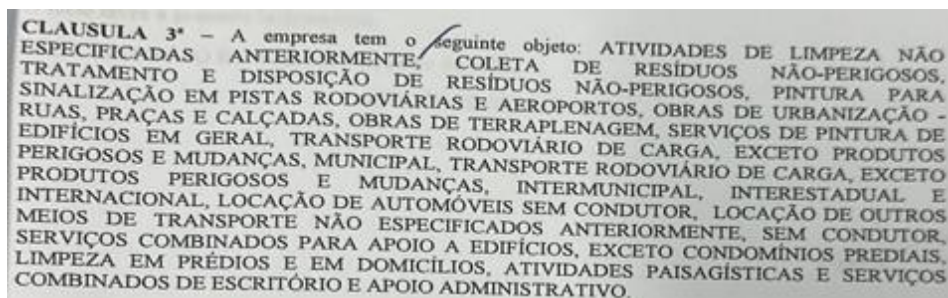 CLAUSULA 3ª – A empresa tem o seguinte objeto: ATIVIDADES DE LIMPEZA NÃO
ESPECIFICADAS ANTERIORMENTE, COLETA DE RESÍDUOS NÃO-PERIGOSOS,
TRATAMENTO E DISPOSIÇÃO DE RESÍDUOS NÃO-PERIGOSOS, PINTURA PARA
SINALIZAÇÃO EM PISTAS RODOVIÁRIAS E AEROPORTOS, OBRAS DE URBANIZAÇÃO -
RUAS, PRAÇAS E CALÇADAS, OBRAS DE TERRAPLENAGEM, SERVIÇOS DE PINTURA DE
EDIFÍCIOS EM GERAL, TRANSPORTE RODOVIÁRIO DE CARGA, EXCETO PRODUTOS
PERIGOSOS E MUDANÇAS, MUNICIPAL, TRANSPORTE RODOVIÁRIO DE CARGA, EXCETO
PRODUTOS PERIGOSOS E MUDANÇAS, INTERMUNICIPAL, INTERESTADUAL E
INTERNACIONAL, LOCAÇÃO DE AUTOMÓVEIS SEM CONDUTOR, LOCAÇÃO DE OUTROS
MEIOS DE TRANSPORTE NÃO ESPECIFICADOS ANTERIORMENTE, SEM CONDUTOR,
SERVIÇOS COMBINADOS PARA APOIO A EDIFÍCIOS, EXCETO CONDOMÍNIOS PREDIAIS,
LIMPEZA EM PRÉDIOS E EM DOMICÍLIOS, ATIVIDADES PAISAGÍSTICAS E SERVIÇOS
COMBINADOS DE ESCRITÓRIO E APOIO ADMINISTRATIVO.